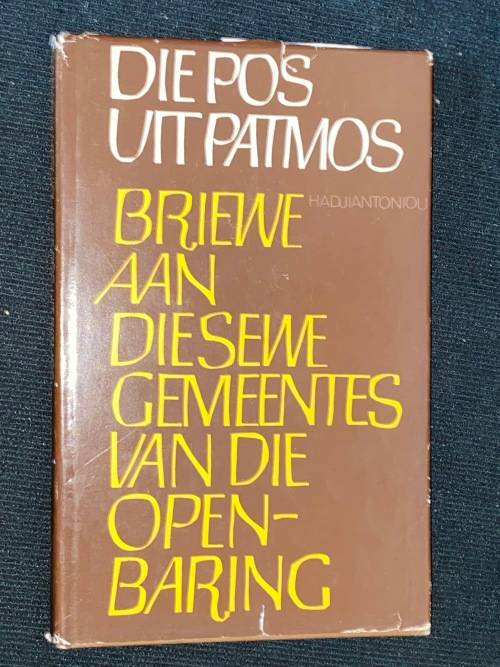 DIE POS
UIT PATMOS
HADJIANTONIOU
BRIEWE
AAN
DIE SEWE
GEMEENTES
VAN DIE
OPEN-
BARING